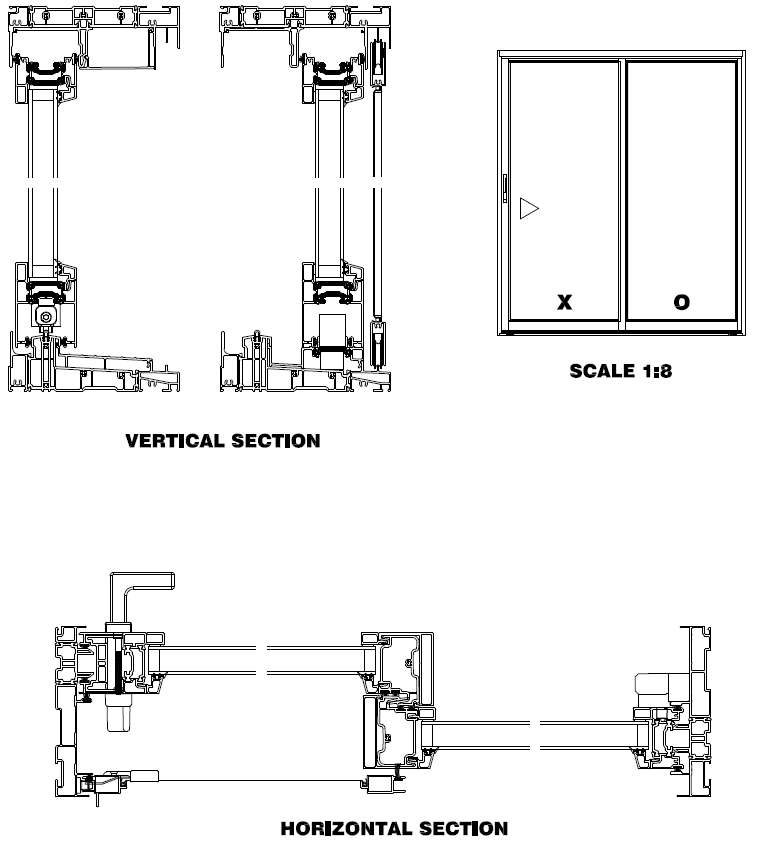 X
O
SCALE 1:8
VERTICAL SECTION
HORIZONTAL SECTION